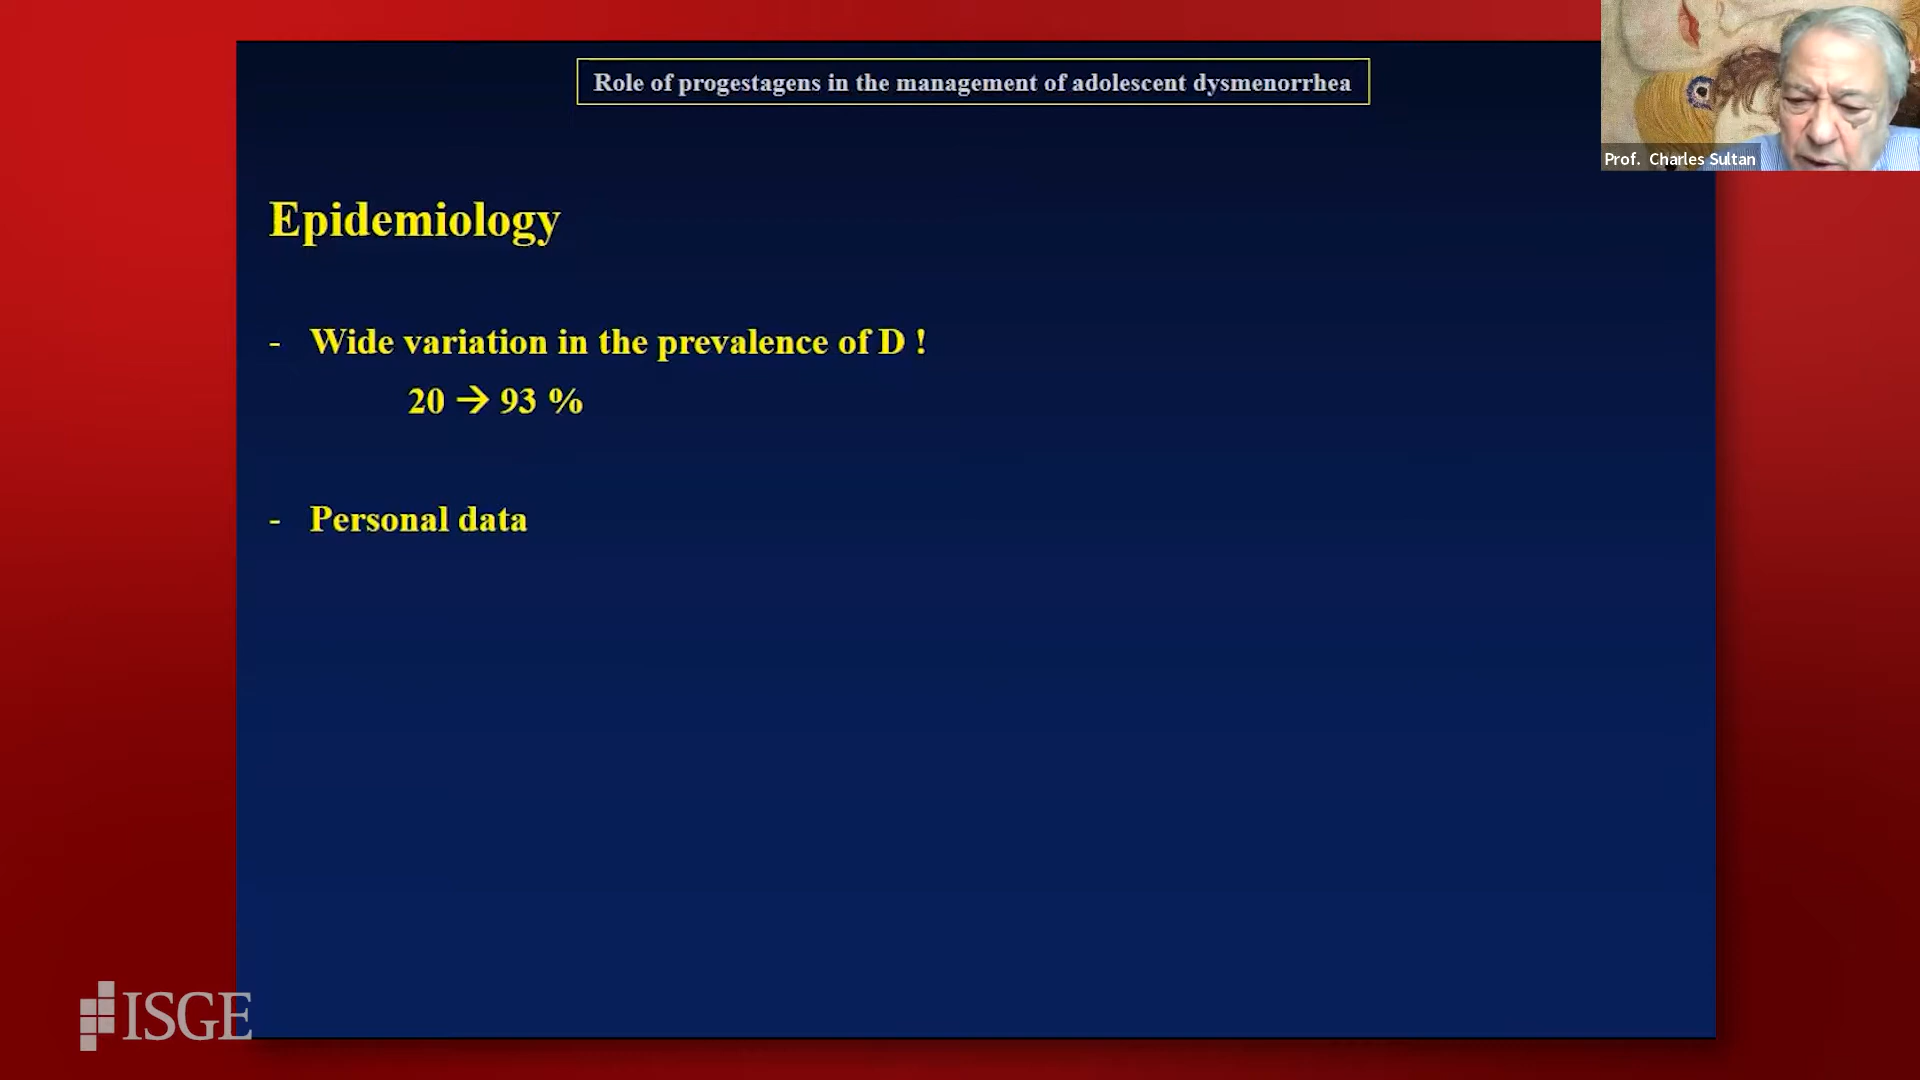 Role of progestagens in the management of adolescent dysmenorrhea
Prof. Charles Sultan
Epidemiology
- Wide variation in the prevalence of D !
20 → 93 %
- Personal data
ISGE